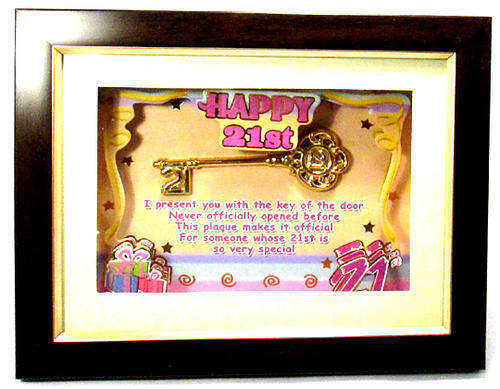 HAPPY
21st
21
21
I present you with the key of the door
Never officially opened before
This plaque makes it official
For someone whose 21st is
so very special
21